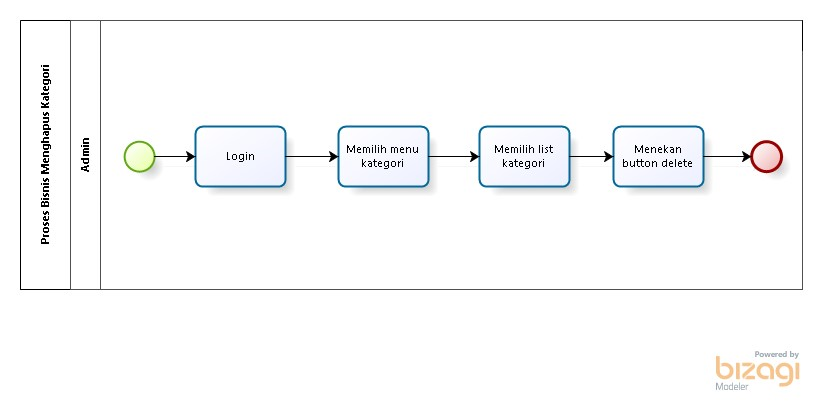 Proses Bisnis Menghapus Kategori
Admin
Login
Memilih menu
kategori
Memilih list
kategori
Menekan
button delete
Powered by
bizagi
Modeler